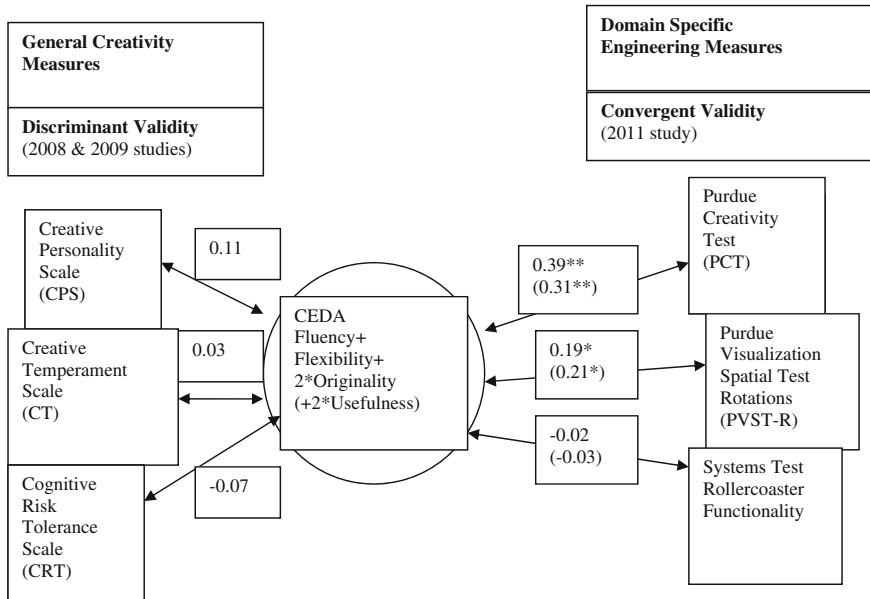 General Creativity
Measures
Discriminant Validity
(2008 & 2009 studies)
Domain Specific
Engineering Measures
Convergent Validity
(2011 study)
Creative
Personality
Scale
(CPS)
0.11
Creative
Temperament
Scale
(CT)
0.03
Cognitive
Risk
Tolerance
Scale
(CRT)
-0.07
CEDA
Fluency+
Flexibility+
2*Originality
(+2*Usefulness)
0.39**
(0.31**)
0.19*
(0.21*)
-0.02
(-0.03)
Purdue
Creativity
Test
(PCT)
Purdue
Visualization
Spatial Test
Rotations
(PVST-R)
Systems Test
Rollercoaster
Functionality